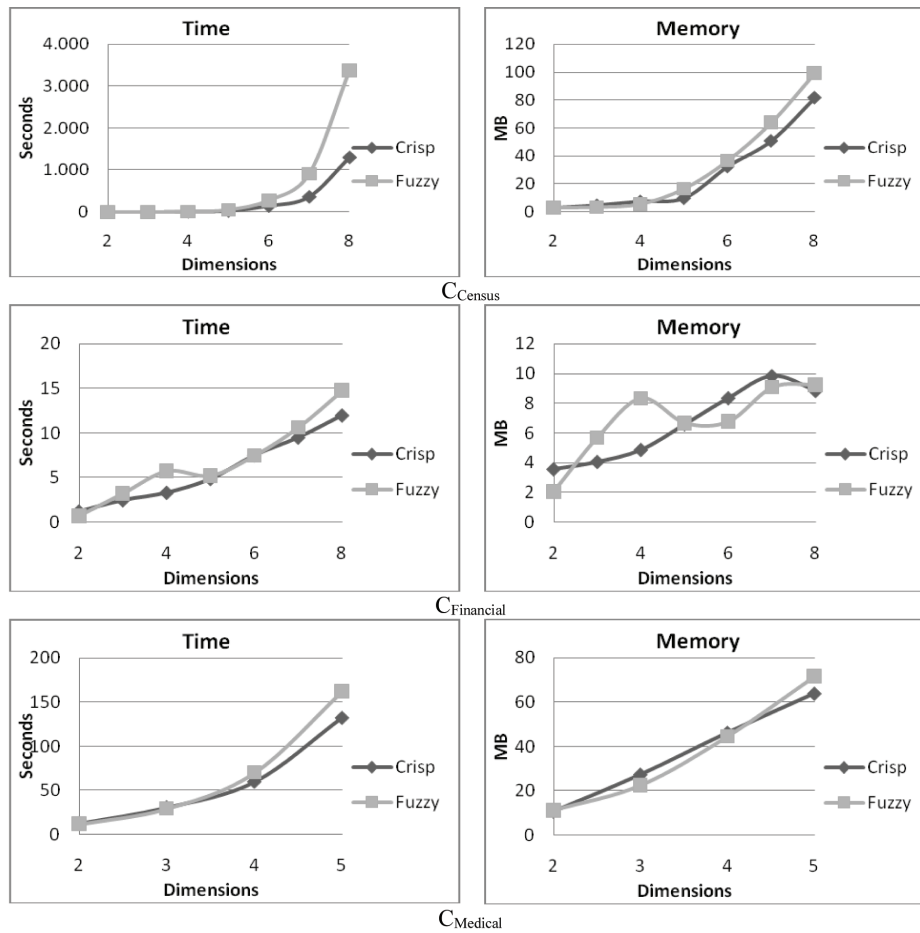 Time
4.000
3.000
2.000
1.000
0
Seconds
2 4 6 8
Dimensions
Crisp
Fuzzy
Memory
120
100
80
60
40
20
0
MB
2 4 6 8
Dimensions
Crisp
Fuzzy
CCensus
Time
20
15
10
5
0
Seconds
2 4 6 8
Dimensions
Crisp
Fuzzy
Memory
12
10
8
6
4
2
0
MB
2 4 6 8
Dimensions
Crisp
Fuzzy
CFinancial
Time
200
150
100
50
0
Seconds
2 3 4 5
Dimensions
Crisp
Fuzzy
Memory
80
60
40
20
0
MB
2 3 4 5
Dimensions
Crisp
Fuzzy
CMedical